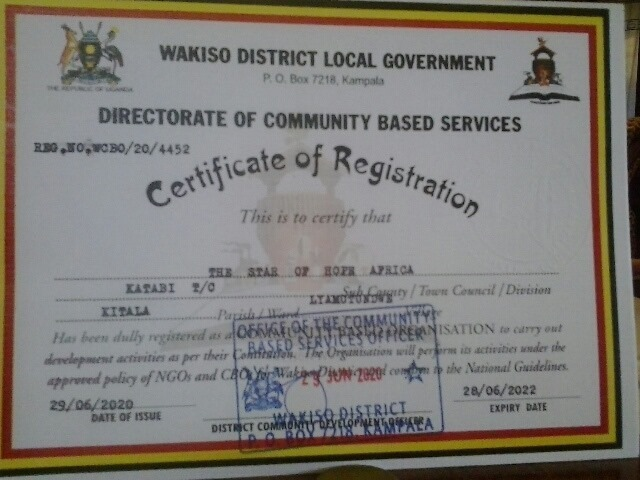 WAKISO DISTRICT LOCAL GOVERNMENT
P. O. Box 7218, Kampala
THE REPUBLIC OF UGANDA
DIRECTORATE OF COMMUNITY BASED SERVICES
REG.NO.WCBO/20/4452
Certificate of Registration
This is to certify that
THE STAR OF HOPE AFRICA
KATABI T/C Sub County / Town Council / Division
KITALA Parish / Ward LYAMUTUNDWE
Has been dully registered as a COMMUNITY BASED ORGANISATION to carry out
development activities as per their Constitution. The Organisation will perform its activities under the
approved policy of NGOs and CBOs for Wakiso District and conform to the National Guidelines.
OFFICE OF THE COMMUNITY
BASED SERVICES OFFICER
29 JUN 2020
WAKISO DISTRICT
P. O. BOX 7218, KAMPALA
29/06/2020
DATE OF ISSUE
DISTRICT COMMUNITY DEVELOPMENT OFFICER
28/06/2022
EXPIRY DATE